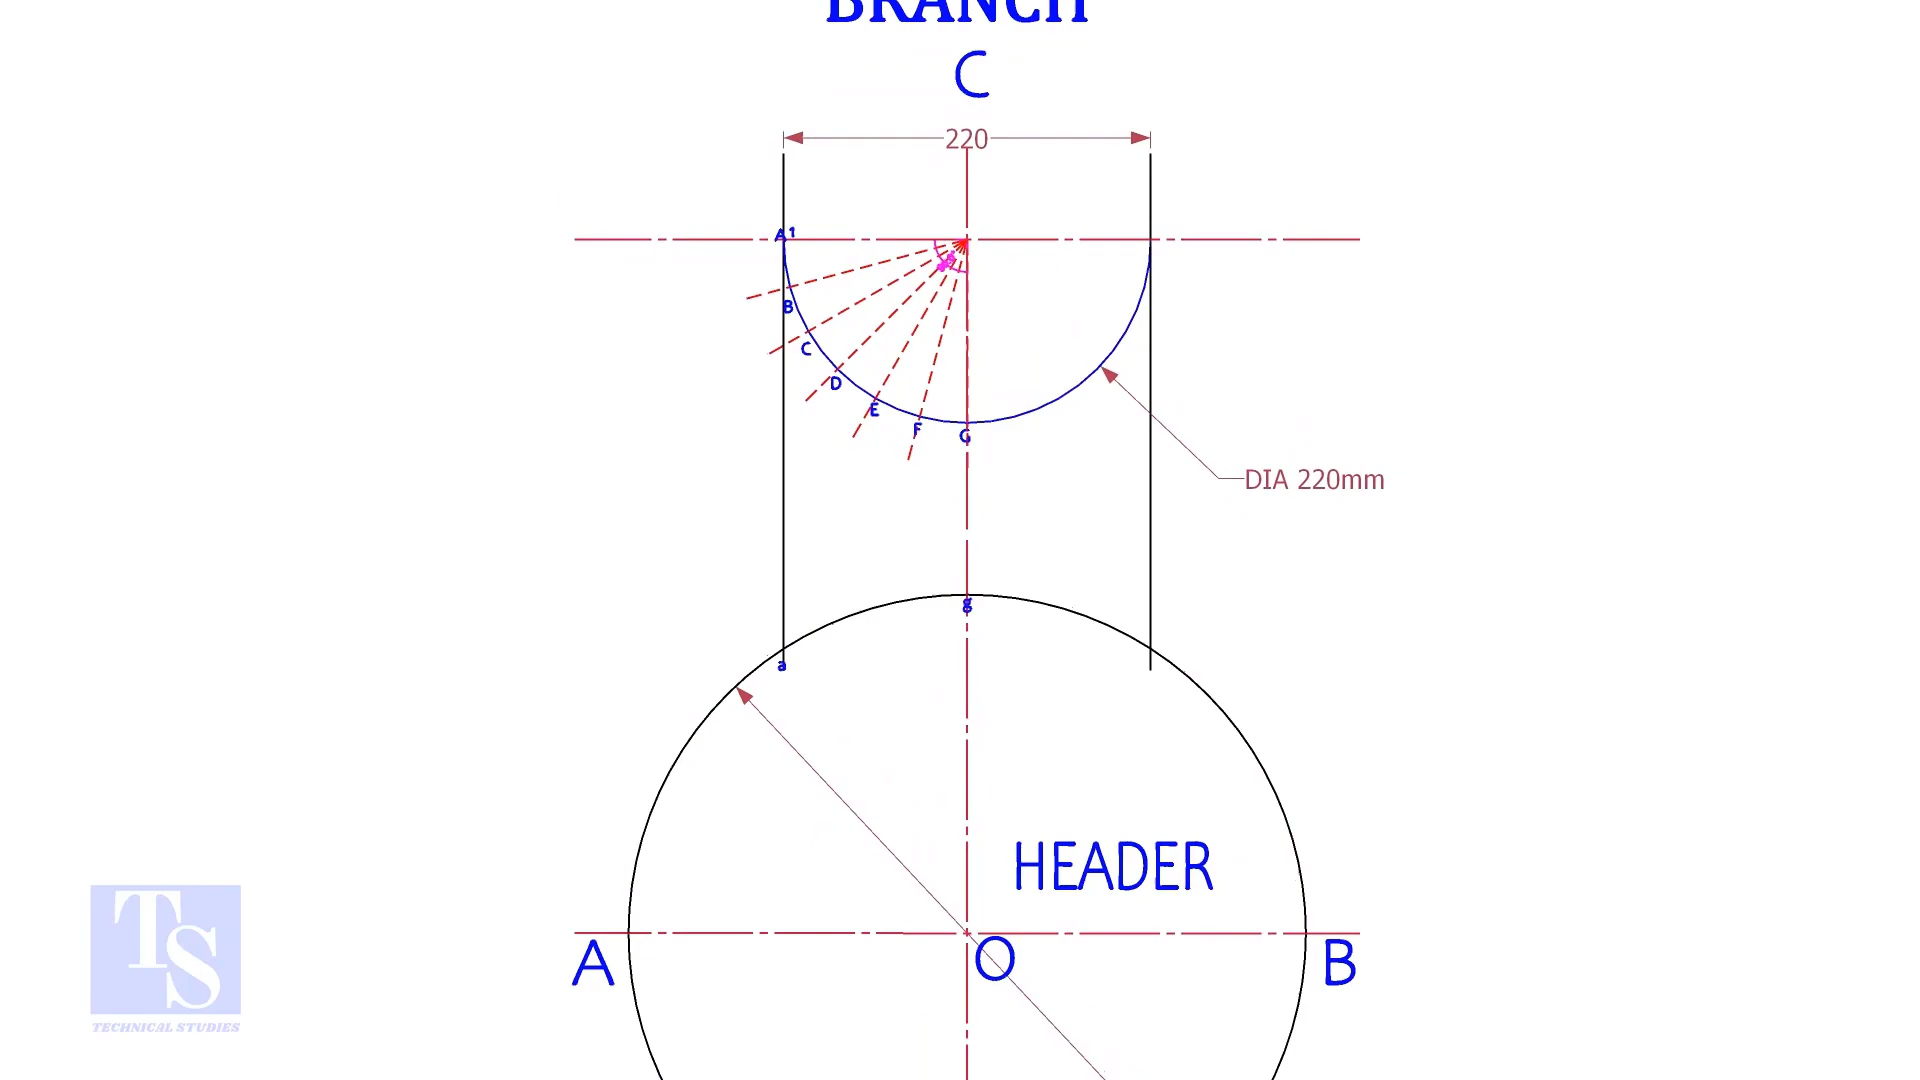 BRANCH
C
220
A1
B
C
D
E
F
G
DIA 220mm
g
a
HEADER
A
O
B
TS
TECHNICAL STUDIES